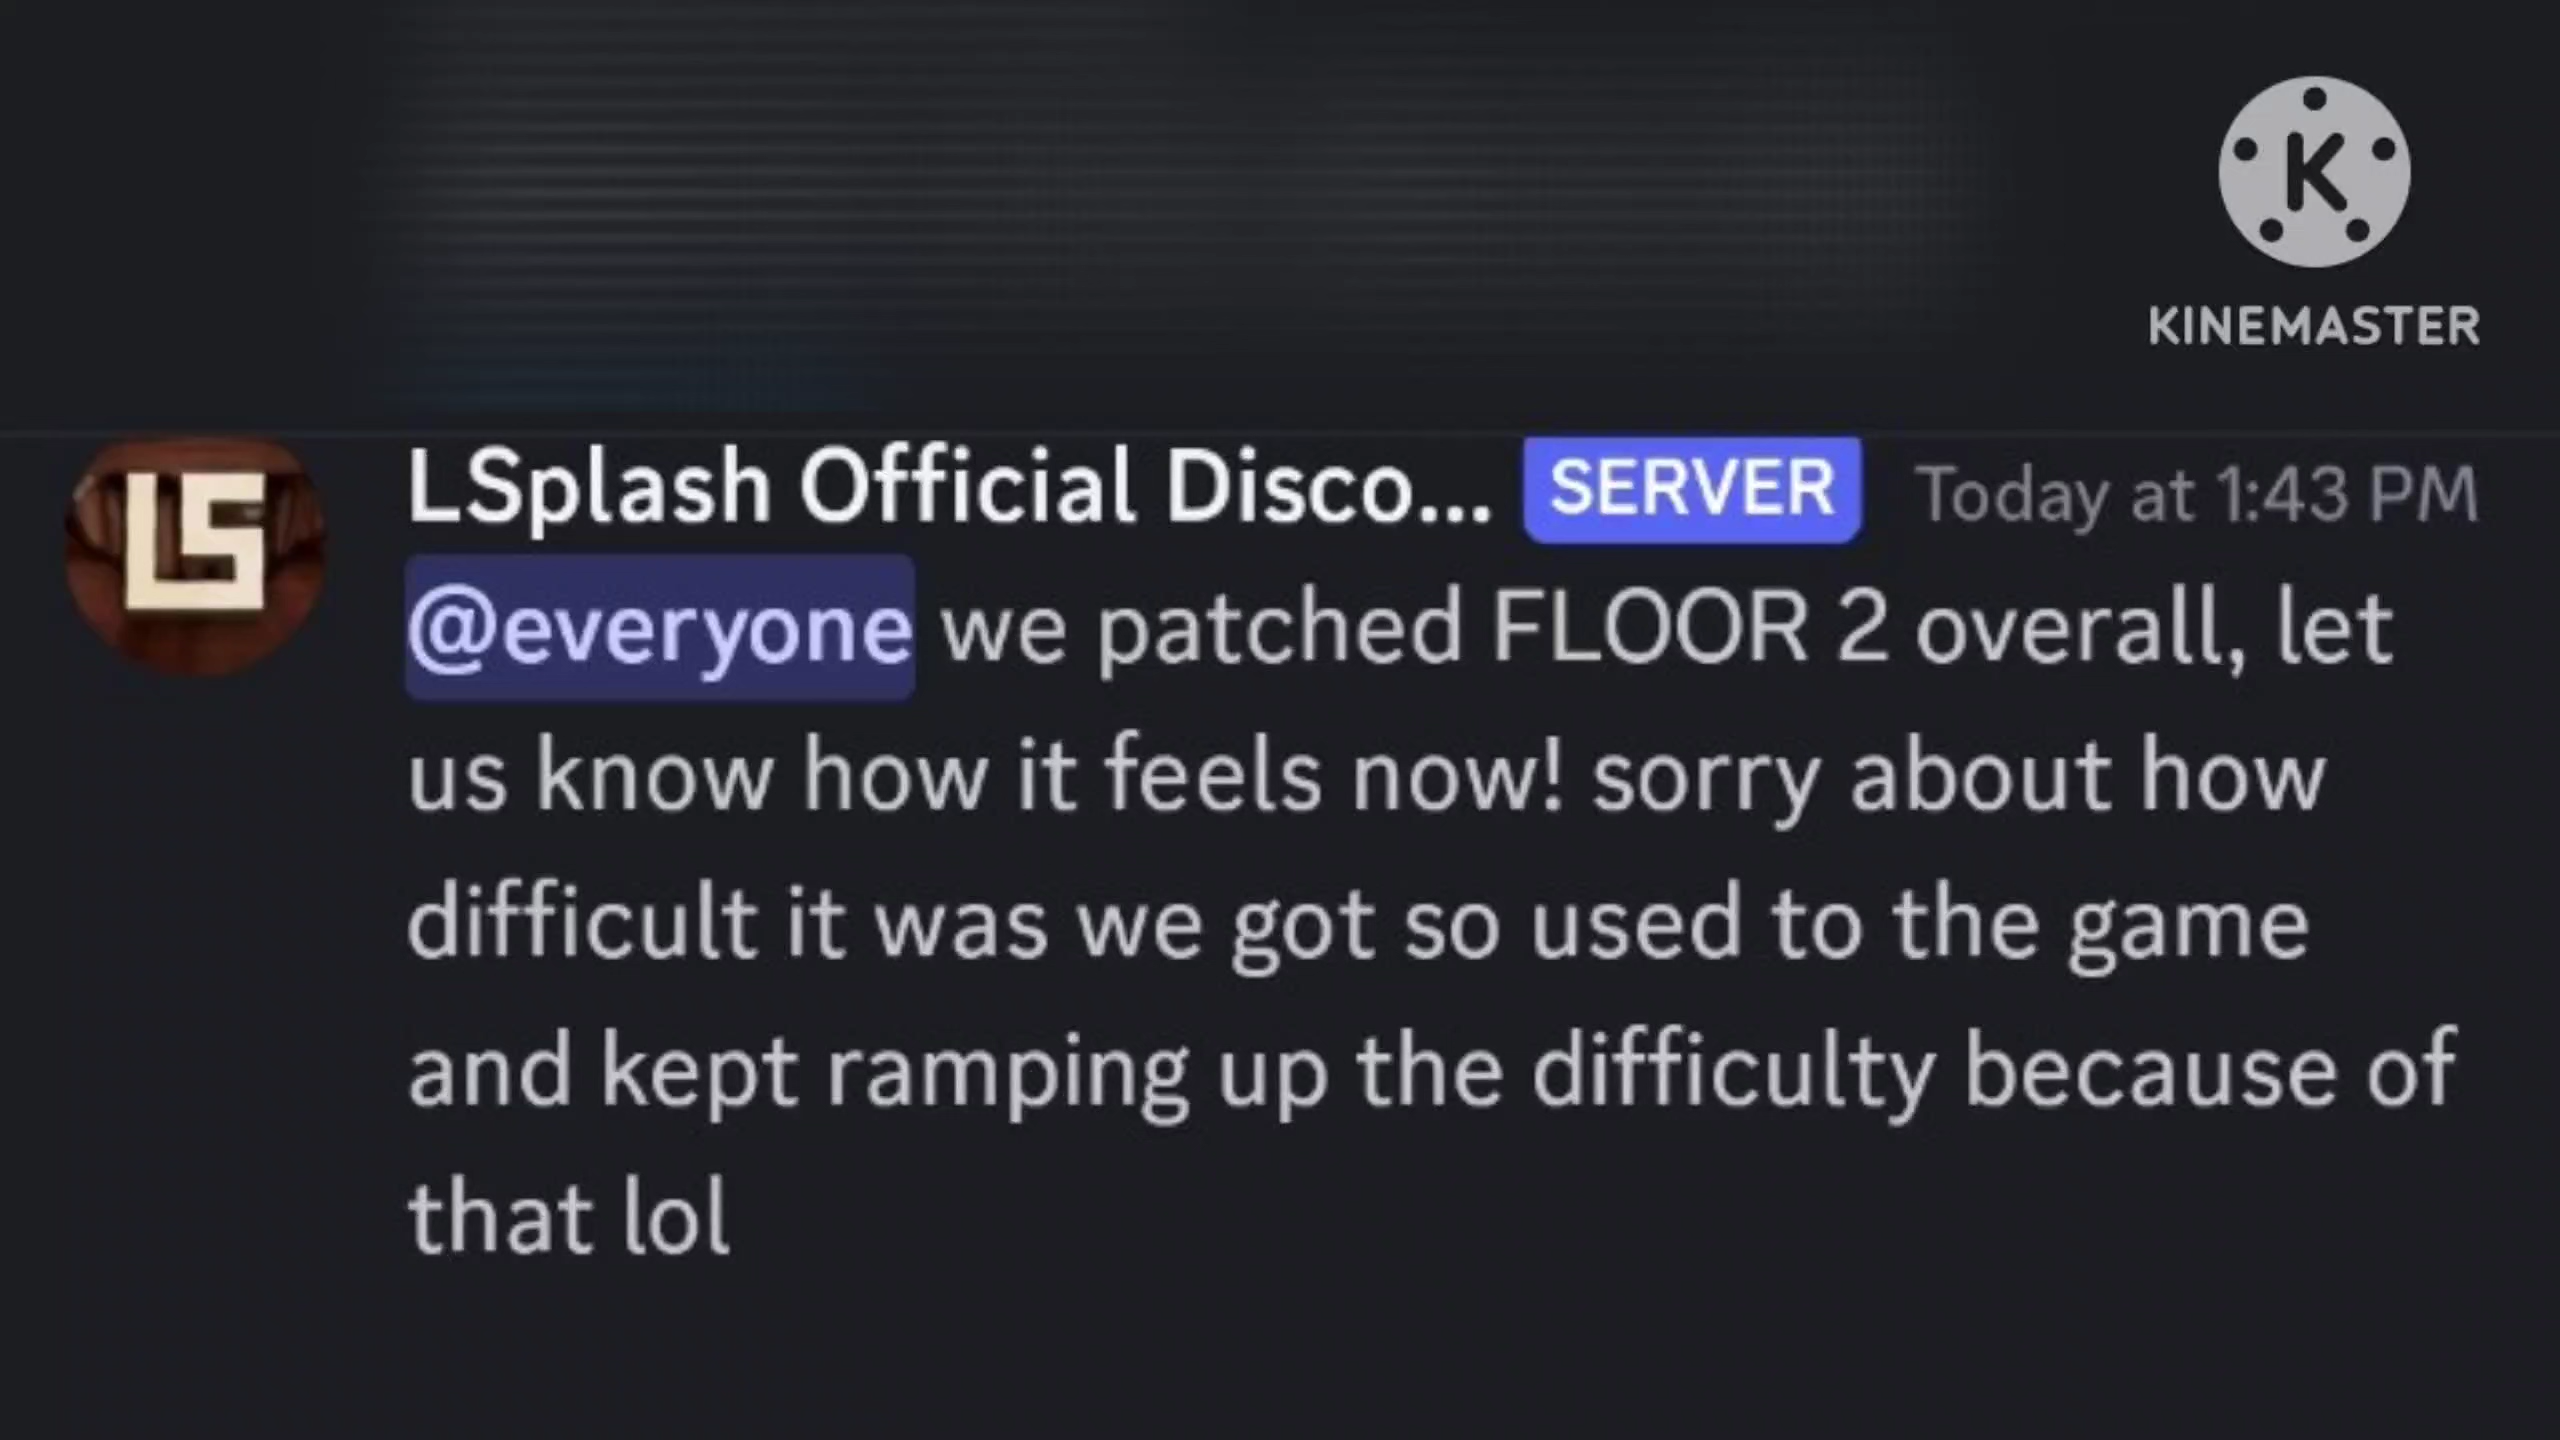 K
KINEMASTER
LS
LSplash Official Disco... SERVER Today at 1:43 PM
@everyone we patched FLOOR 2 overall, let
us know how it feels now! sorry about how
difficult it was we got so used to the game
and kept ramping up the difficulty because of
that lol